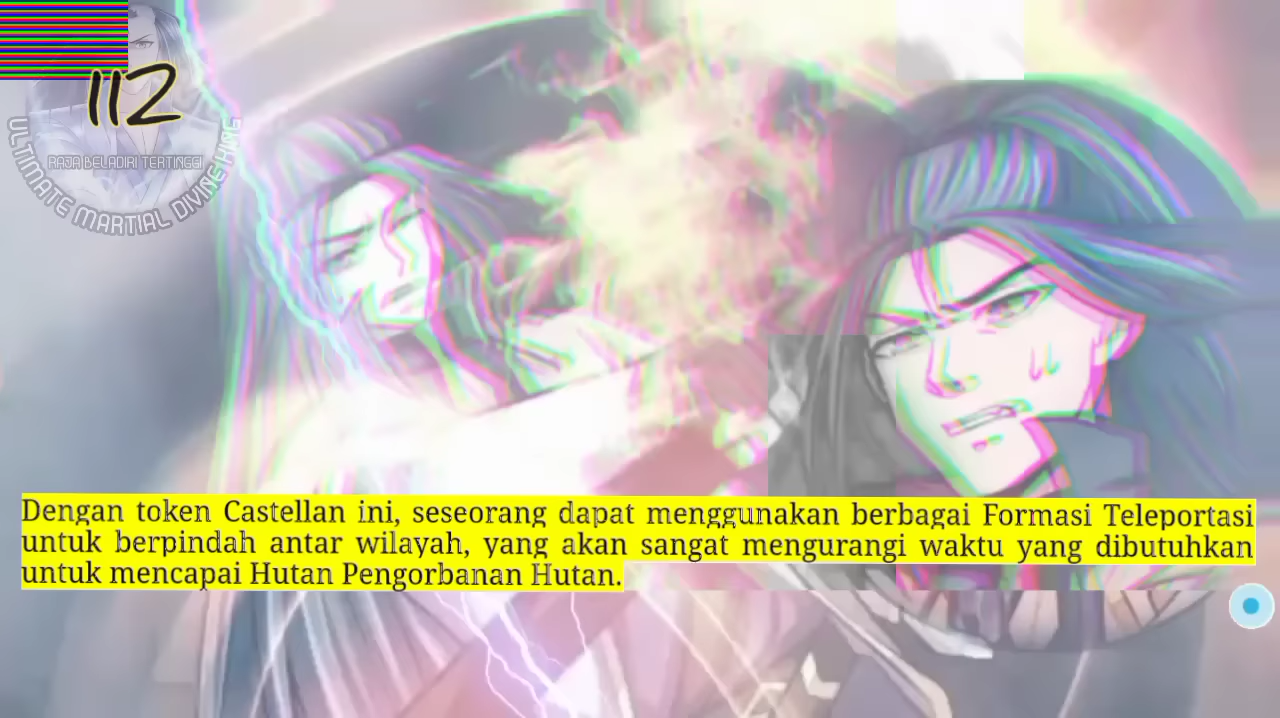 112
RAJA BELADIRI TERTINGGI
ULTIMATE MARTIAL DIVINE KING
Dengan token Castellan ini, seseorang dapat menggunakan berbagai Formasi Teleportasi
untuk berpindah antar wilayah, yang akan sangat mengurangi waktu yang dibutuhkan
untuk mencapai Hutan Pengorbanan Hutan.